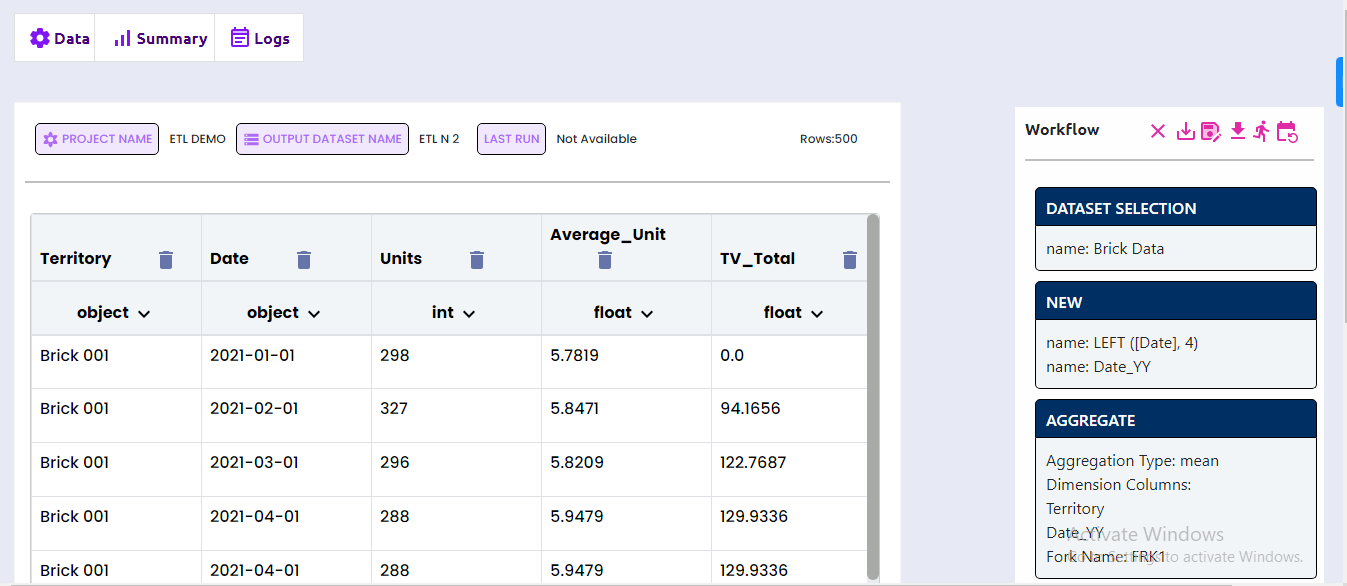 Data Summary Logs
PROJECT NAME ETL DEMO OUTPUT DATASET NAME ETL N 2 LAST RUN Not Available Rows:500
Territory Date Units Average_Unit TV_Total
object object int float float
Brick 001 2021-01-01 298 5.7819 0.0
Brick 001 2021-02-01 327 5.8471 94.1656
Brick 001 2021-03-01 296 5.8209 122.7687
Brick 001 2021-04-01 288 5.9479 129.9336
Brick 001 2021-04-01 288 5.9479 129.9336
Workflow
DATASET SELECTION
name: Brick Data
NEW
name: LEFT ([Date], 4)
name: Date_YY
AGGREGATE
Aggregation Type: mean
Dimension Columns:
Territory
Date_YY
Fork Name: FRK1
Activate Windows
Go to Settings to activate Windows.